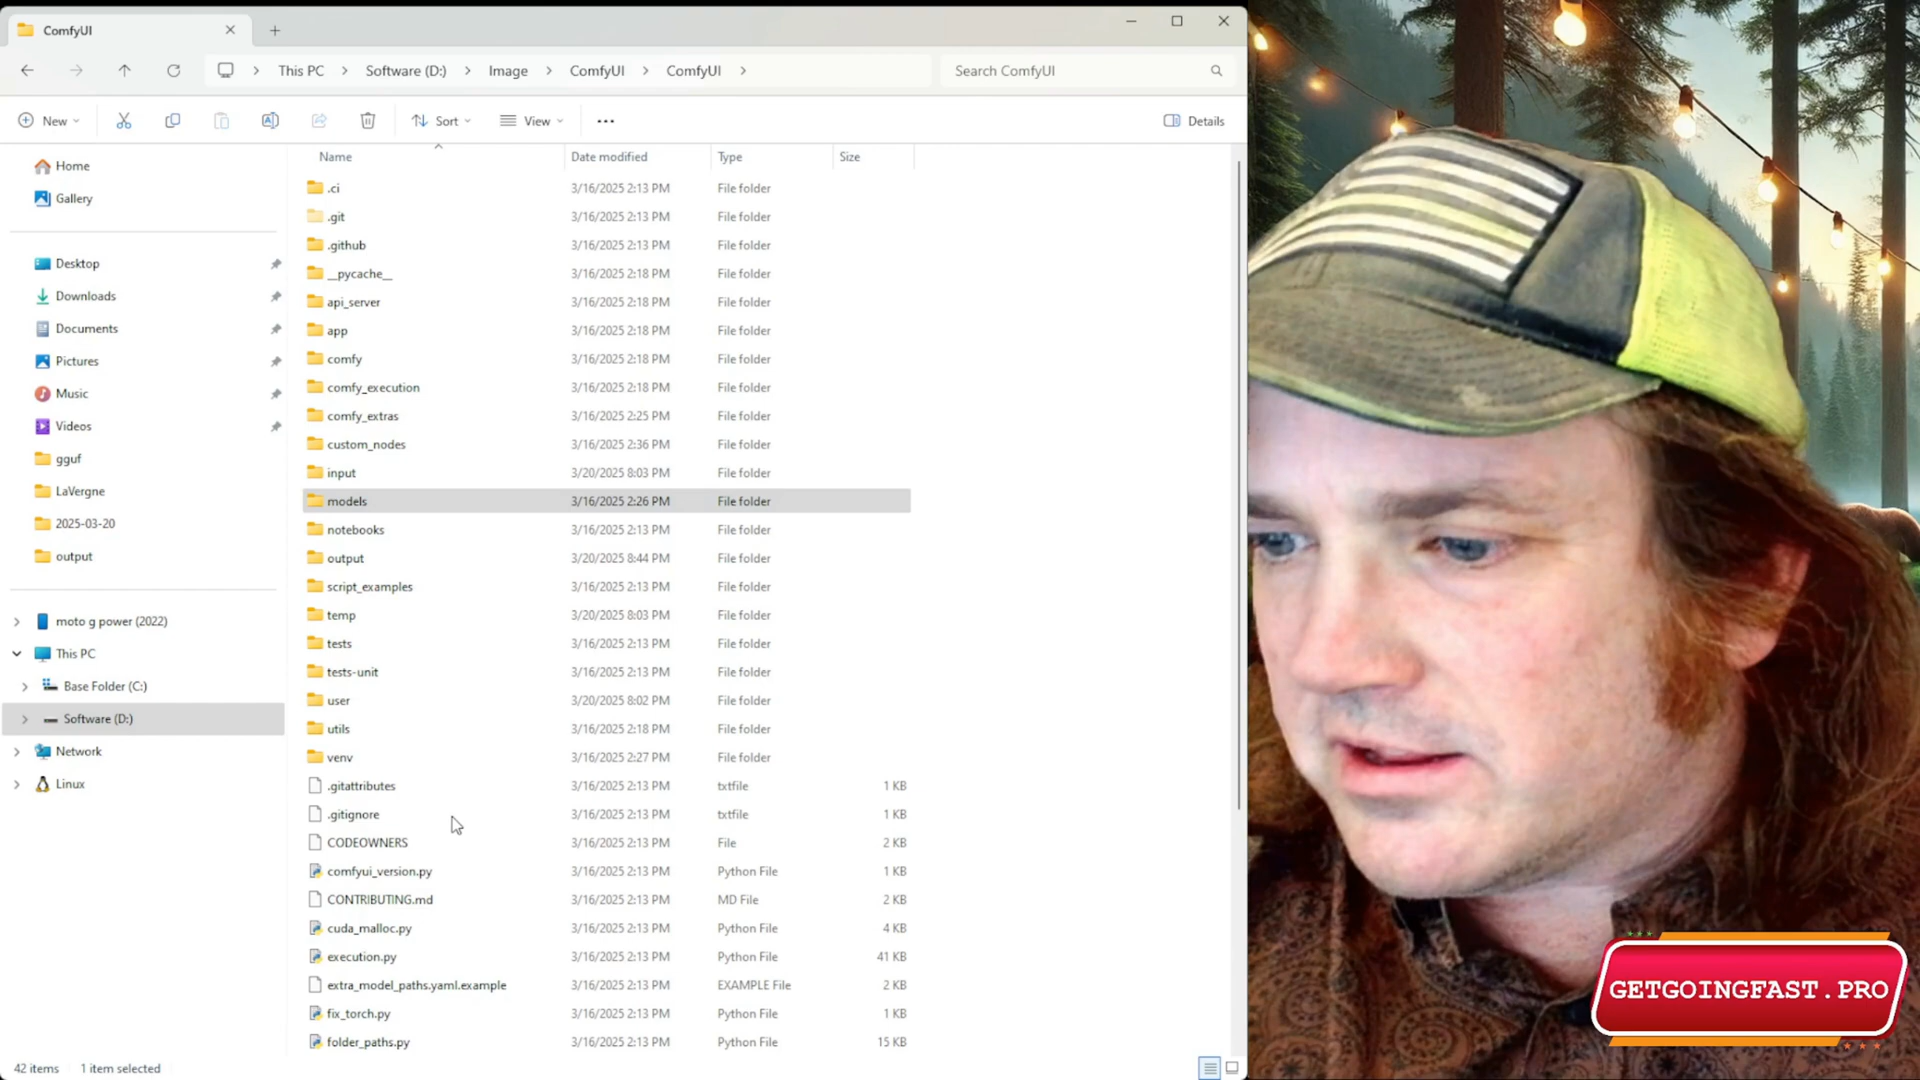 ComfyUI
This PC
Software (D:)
Image
ComfyUI
ComfyUI
Search ComfyUI
New
Sort
View
Details
Name
Date modified
Type
Size
Home
Gallery
Desktop
Downloads
Documents
Pictures
Music
Videos
gguf
LaVergne
2025-03-20
output
moto g power (2022)
This PC
Base Folder (C:)
Software (D:)
Network
Linux
.ci 3/16/2025 2:13 PM File folder
.git 3/16/2025 2:13 PM File folder
.github 3/16/2025 2:13 PM File folder
__pycache__ 3/16/2025 2:18 PM File folder
api_server 3/16/2025 2:18 PM File folder
app 3/16/2025 2:18 PM File folder
comfy 3/16/2025 2:18 PM File folder
comfy_execution 3/16/2025 2:18 PM File folder
comfy_extras 3/16/2025 2:25 PM File folder
custom_nodes 3/16/2025 2:36 PM File folder
input 3/20/2025 8:03 PM File folder
models 3/16/2025 2:26 PM File folder
notebooks 3/16/2025 2:13 PM File folder
output 3/20/2025 8:44 PM File folder
script_examples 3/16/2025 2:13 PM File folder
temp 3/20/2025 8:03 PM File folder
tests 3/16/2025 2:13 PM File folder
tests-unit 3/16/2025 2:13 PM File folder
user 3/20/2025 8:02 PM File folder
utils 3/16/2025 2:18 PM File folder
venv 3/16/2025 2:27 PM File folder
.gitattributes 3/16/2025 2:13 PM txtfile 1 KB
.gitignore 3/16/2025 2:13 PM txtfile 1 KB
CODEOWNERS 3/16/2025 2:13 PM File 2 KB
comfyui_version.py 3/16/2025 2:13 PM Python File 1 KB
CONTRIBUTING.md 3/16/2025 2:13 PM MD File 2 KB
cuda_malloc.py 3/16/2025 2:13 PM Python File 4 KB
execution.py 3/16/2025 2:13 PM Python File 41 KB
extra_model_paths.yaml.example 3/16/2025 2:13 PM EXAMPLE File 2 KB
fix_torch.py 3/16/2025 2:13 PM Python File 1 KB
folder_paths.py 3/16/2025 2:13 PM Python File 15 KB
42 items 1 item selected
GETGOINGFAST.PRO